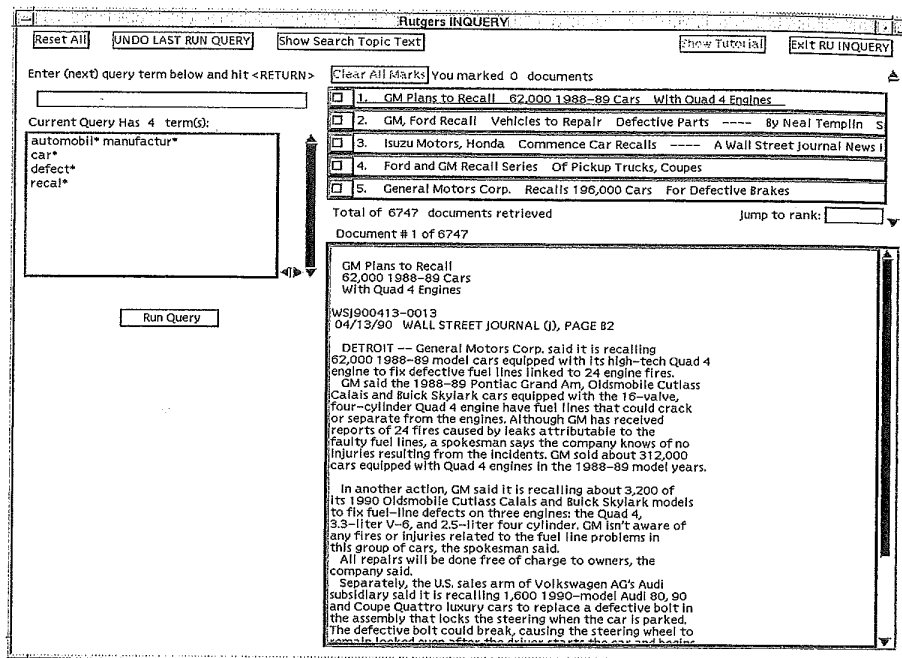 Rutgers INQUERY
Reset All UNDO LAST RUN QUERY Show Search Topic Text Show Tutorial Exit RU INQUERY
Enter (next) query term below and hit <RETURN>
Current Query Has 4 term(s):
automobil* manufactur*
car*
defect*
recal*
Run Query
Clear All Marks You marked 0 documents
1. GM Plans to Recall 62,000 1988-89 Cars With Quad 4 Engines
2. GM, Ford Recall Vehicles to Repair Defective Parts ---- By Neal Templin S
3. Isuzu Motors, Honda Commence Car Recalls ---- A Wall Street Journal News
4. Ford and GM Recall Series Of Pickup Trucks, Coupes
5. General Motors Corp. Recalls 196,000 Cars For Defective Brakes
Total of 6747 documents retrieved Jump to rank:
Document # 1 of 6747
GM Plans to Recall
62,000 1988-89 Cars
With Quad 4 Engines
WSJ900413-0013
04/13/90 WALL STREET JOURNAL (J), PAGE B2
DETROIT -- General Motors Corp. said it is recalling
62,000 1988-89 model cars equipped with its high-tech Quad 4
engine to fix defective fuel lines linked to 24 engine fires.
GM said the 1988-89 Pontiac Grand Am, Oldsmobile Cutlass
Calais and Buick Skylark cars equipped with the 16-valve,
four-cylinder Quad 4 engine have fuel lines that could crack
or separate from the engines. Although GM has received
reports of 24 fires caused by leaks attributable to the
faulty fuel lines, a spokesman says the company knows of no
injuries resulting from the incidents. GM sold about 312,000
cars equipped with Quad 4 engines in the 1988-89 model years.
In another action, GM said it is recalling about 3,200 of
its 1990 Oldsmobile Cutlass Calais and Buick Skylark models
to fix fuel-line defects on three engines: the Quad 4,
3.3-liter V-6, and 2.5-liter four cylinder. GM isn't aware of
any fires or injuries related to the fuel line problems in
this group of cars, the spokesman said.
All repairs will be done free of charge to owners, the
company said.
Separately, the U.S. sales arm of Volkswagen AG's Audi
subsidiary said it is recalling 1,600 1990-model Audi 80, 90
and Coupe Quattro luxury cars to replace a defective bolt in
the assembly that locks the steering when the car is parked.
The defective bolt could break, causing the steering wheel to
remain locked even after the driver starts the car and begins